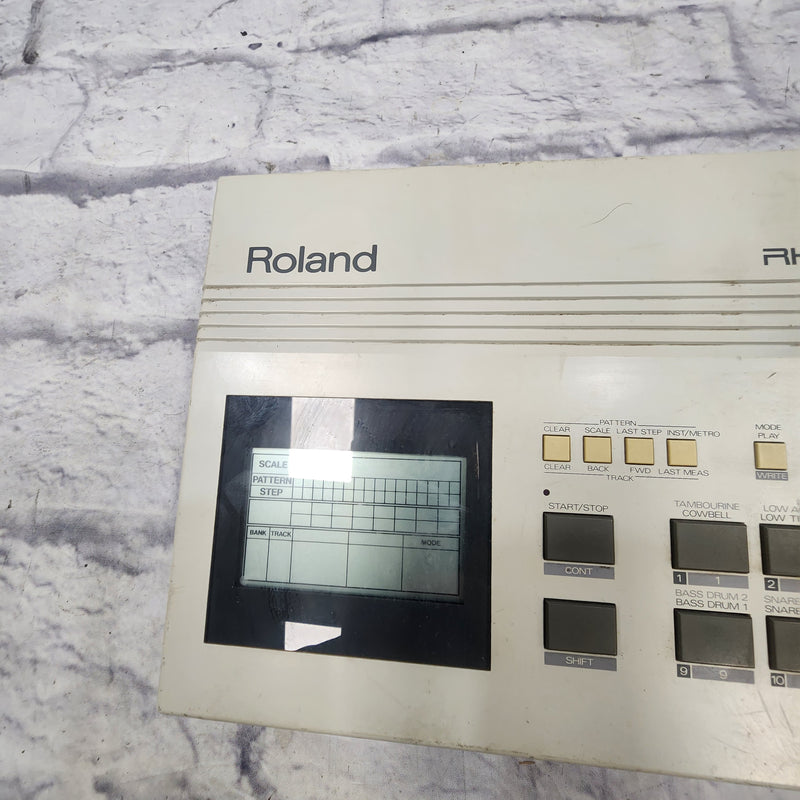 Roland
RH
PATTERN
CLEAR SCALE LAST STEP INST/METRO
CLEAR BACK FWD LAST MEAS
TRACK
MODE
PLAY
WRITE
SCALE
PATTERN
STEP
BANK TRACK MODE
START/STOP
CONT
SHIFT
TAMBOURINE
COWBELL
1 1
LOW
LOW
2
BASS DRUM 2
BASS DRUM 1
9 9
SNARE
SNARE
10